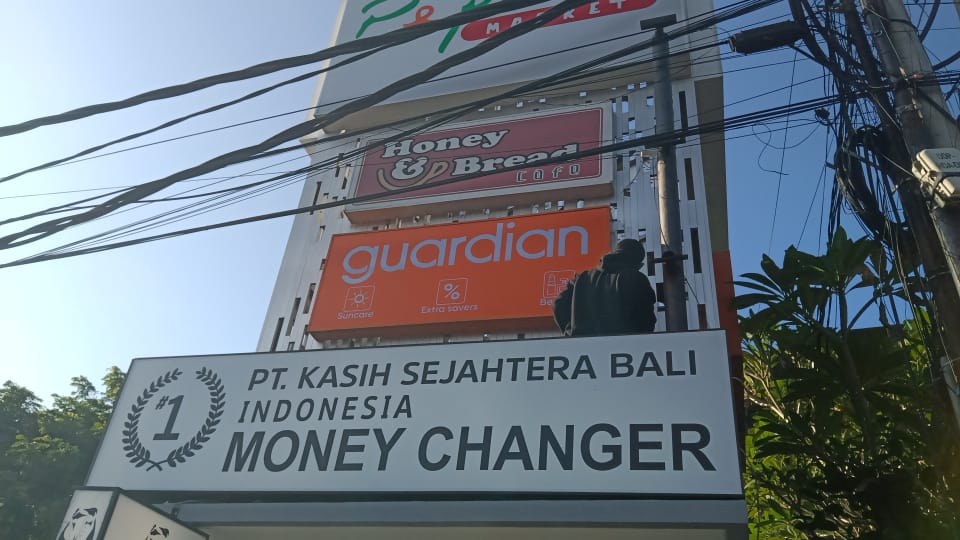 MARKET
Honey
& Bread
Cafe
guardian
Suncare
Extra savers
#1
PT. KASIH SEJAHTERA BALI
INDONESIA
MONEY CHANGER